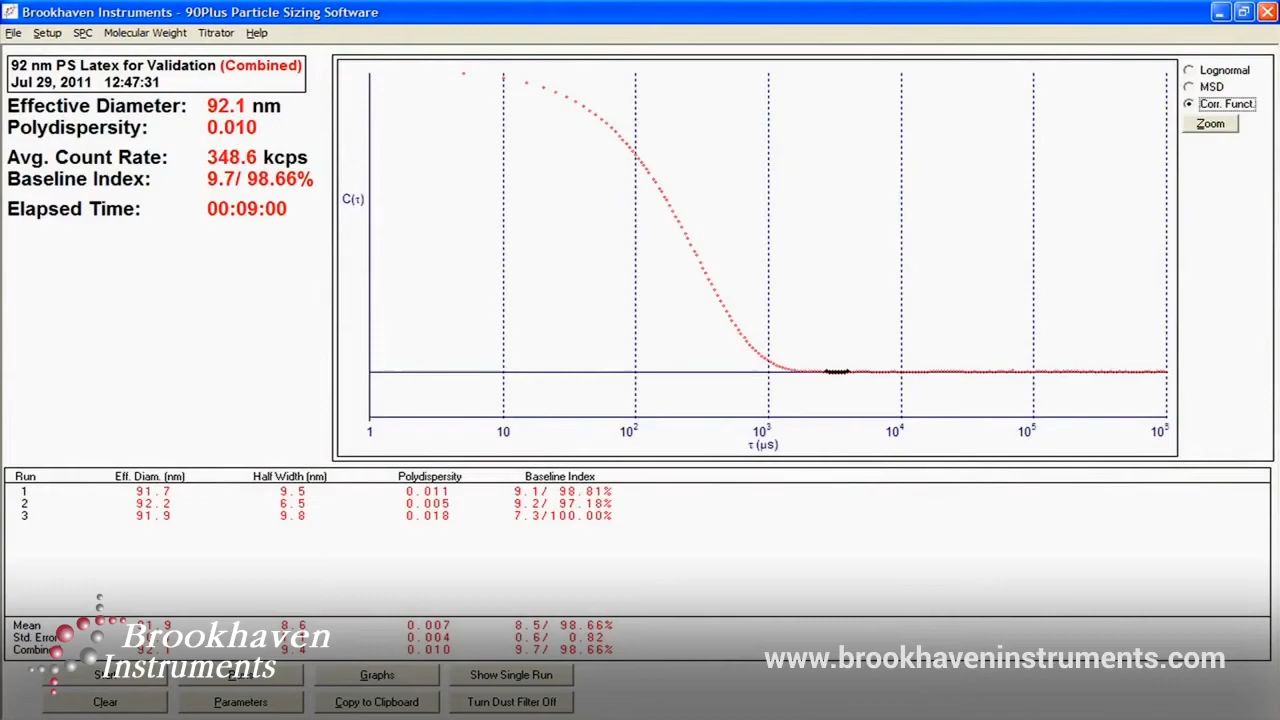 Brookhaven Instruments - 90Plus Particle Sizing Software
File Setup SPC Molecular Weight Titrator Help
92 nm PS Latex for Validation (Combined)
Jul 29, 2011 12:47:31
Effective Diameter: 92.1 nm
Polydispersity: 0.010
Avg. Count Rate: 348.6 kcps
Baseline Index: 9.7/ 98.66%
Elapsed Time: 00:09:00
C(τ)
1 10 10² 10³ 10⁴ 10⁵ 10⁵
τ (µs)
Lognormal
MSD
Corr. Funct.
Zoom
Run Eff. Diam. (nm) Half Width (nm) Polydispersity Baseline Index
1 91.7 9.5 0.011 9.1/ 98.81%
2 92.2 6.5 0.005 9.2/ 97.18%
3 91.9 9.8 0.018 7.3/100.00%
Mean 91.9 8.6 0.007 8.5/ 98.66%
Std. Error 0.004 0.6/ 0.82
Combined 92.1 9.4 0.010 9.7/ 98.66%
Brookhaven
Instruments
www.brookhaveninstruments.com
Graphs Show Single Run
Clear Parameters Copy to Clipboard Turn Dust Filter Off